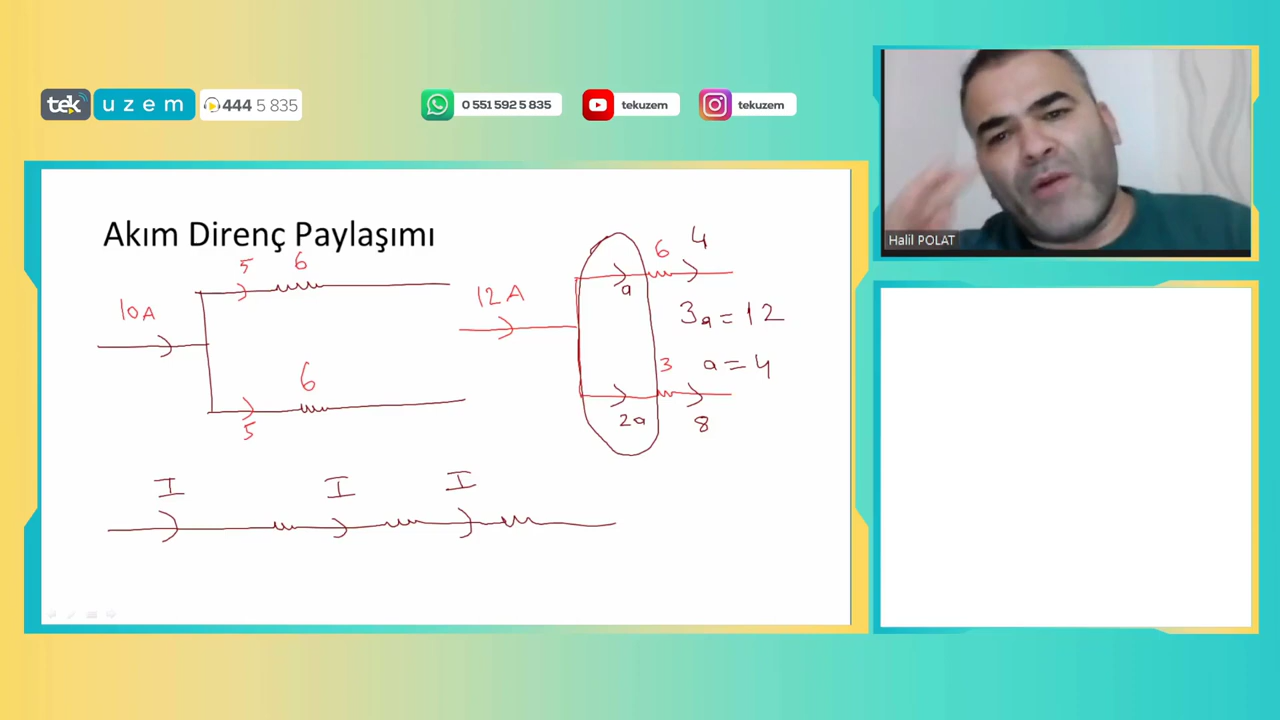 tek uzem 444 5 835
0 551 592 5 835
tekuzem
tekuzem
Halil POLAT
Akım Direnç Paylaşımı
5 6
10A
6
5
12 A
6 4
a
3a = 12
3 a = 4
2a 8
I I I